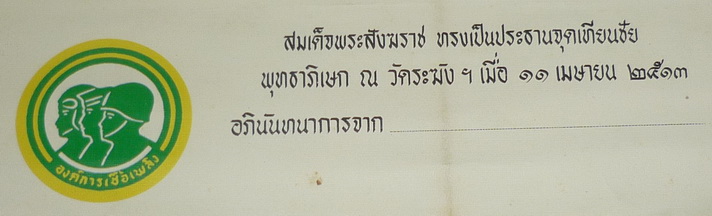 สมเด็จพระสังฆราช ทรงเป็นประธานจุดเทียนชัย
พุทธาภิเษก ณ วัดระฆัง ฯ เมื่อ ๑๑ เมษายน ๒๕๑๓
อภินันทนาการจาก
องค์การเชื้อเพลิง